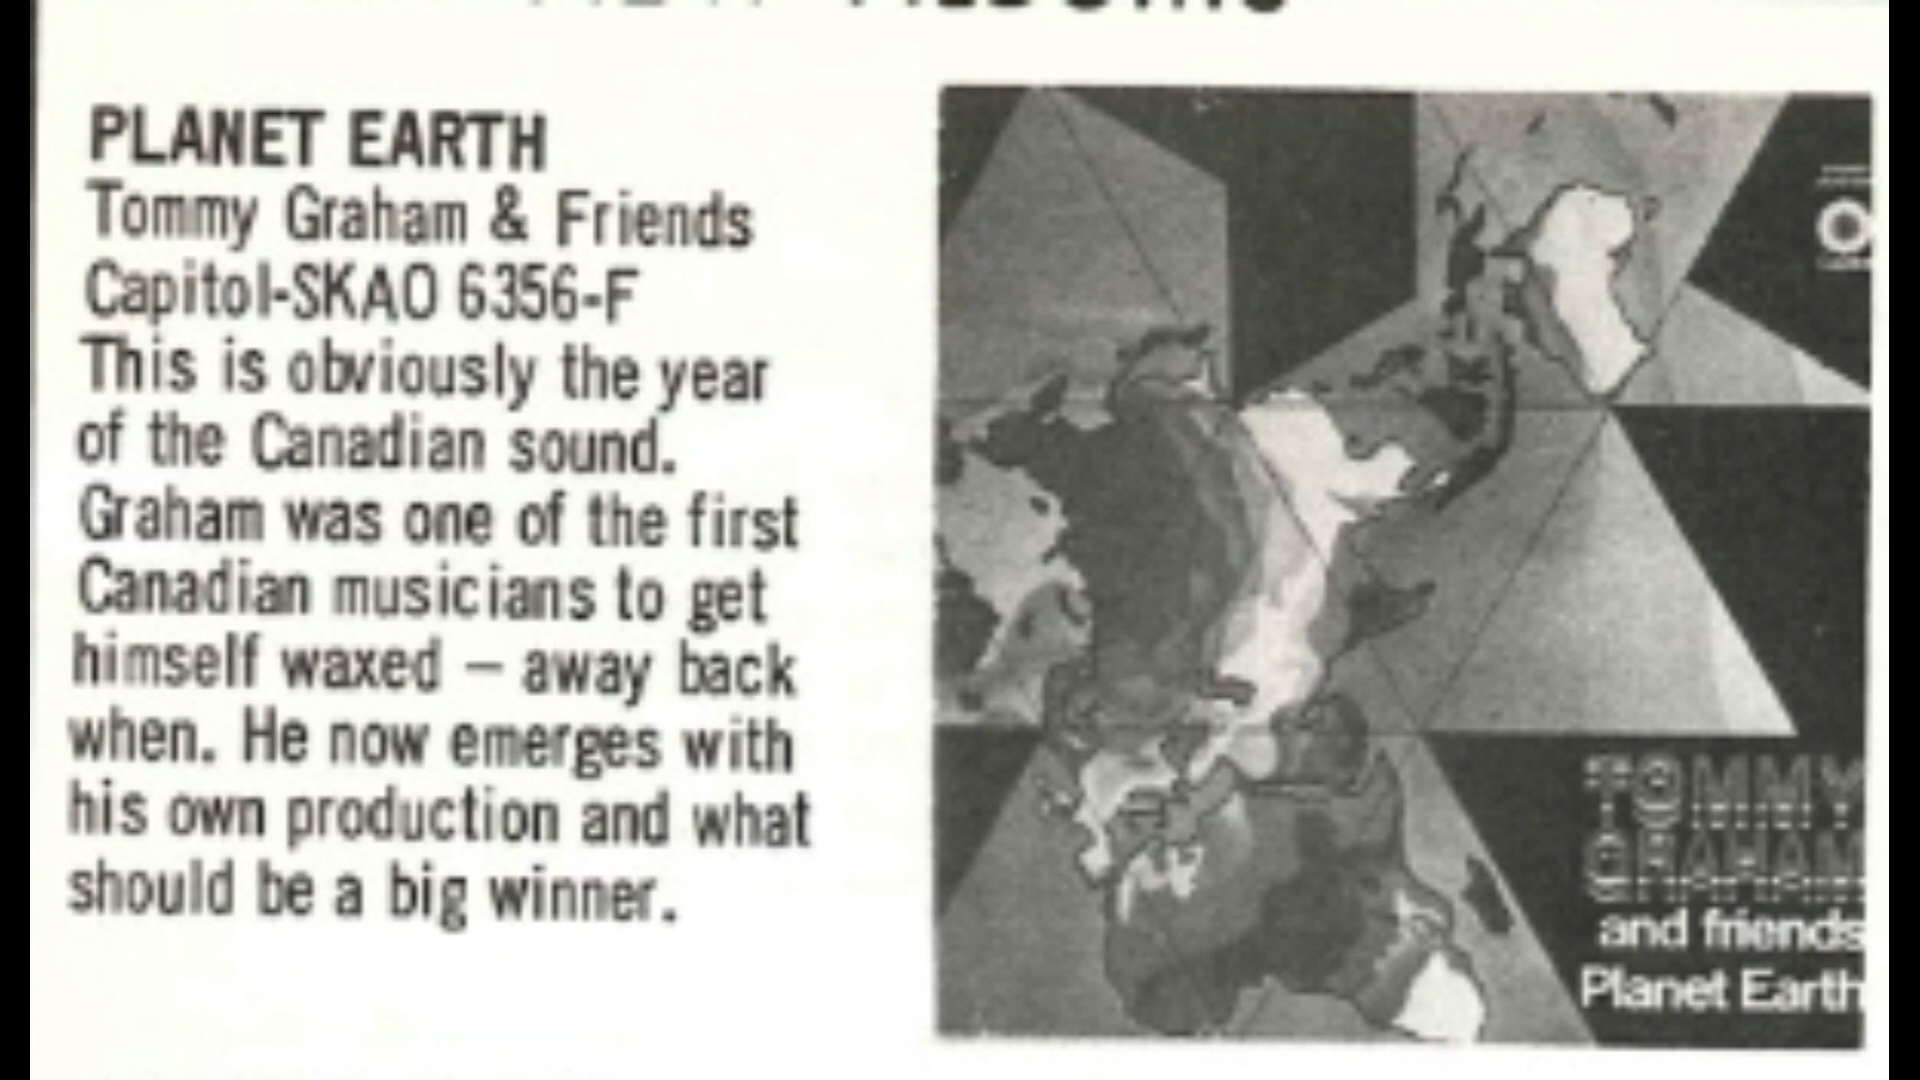 PLANET EARTH
Tommy Graham & Friends
Capitol-SKAO 6356-F
This is obviously the year
of the Canadian sound.
Graham was one of the first
Canadian musicians to get
himself waxed – away back
when. He now emerges with
his own production and what
should be a big winner.
TOMMY
GRAHAM
and friends
Planet Earth